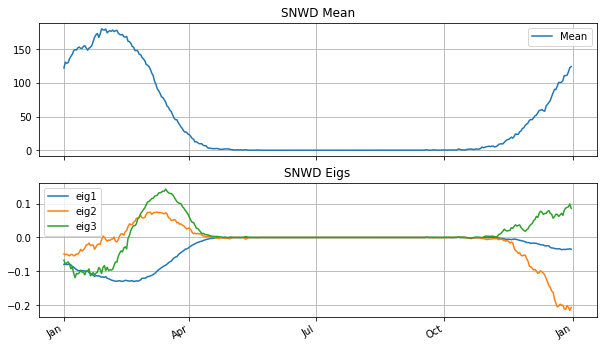 SNWD Mean
150
100
50
0
Mean
SNWD Eigs
0.1
0.0
−0.1
−0.2
eig1
eig2
eig3
Jan
Apr
Jul
Oct
Jan